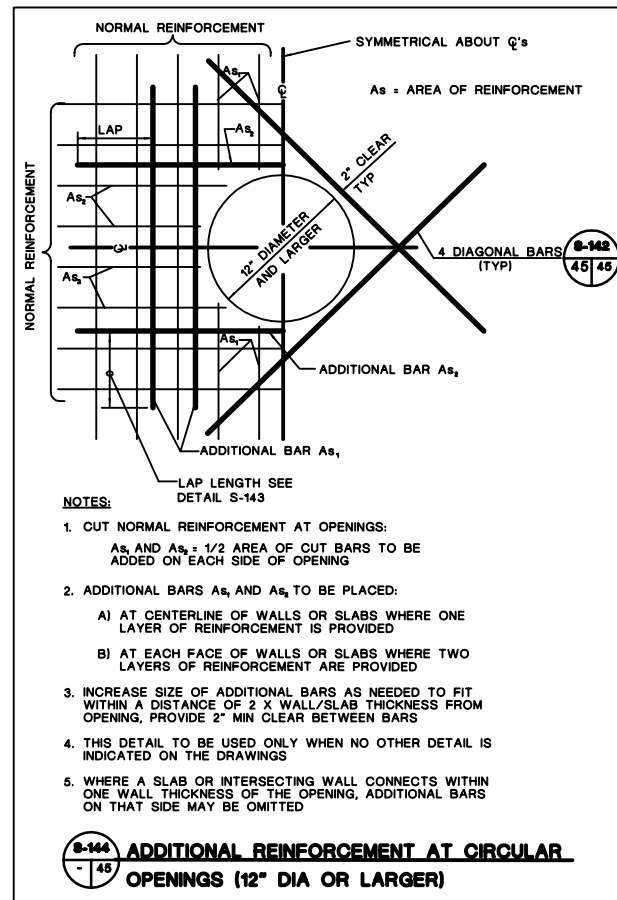 NORMAL REINFORCEMENT
SYMMETRICAL ABOUT ℄'s
As₁
℄
As = AREA OF REINFORCEMENT
LAP
As₂
2" CLEAR
TYP
NORMAL REINFORCEMENT
As₂
12" DIAMETER
AND LARGER
℄
4 DIAGONAL BARS
(TYP)
S-142
45 45
As₂
As₁
ADDITIONAL BAR As₂
ADDITIONAL BAR As₁
LAP LENGTH SEE
DETAIL S-143
NOTES:
1. CUT NORMAL REINFORCEMENT AT OPENINGS:
As₁ AND As₂ = 1/2 AREA OF CUT BARS TO BE
ADDED ON EACH SIDE OF OPENING
2. ADDITIONAL BARS As₁ AND As₂ TO BE PLACED:
A) AT CENTERLINE OF WALLS OR SLABS WHERE ONE
LAYER OF REINFORCEMENT IS PROVIDED
B) AT EACH FACE OF WALLS OR SLABS WHERE TWO
LAYERS OF REINFORCEMENT ARE PROVIDED
3. INCREASE SIZE OF ADDITIONAL BARS AS NEEDED TO FIT
WITHIN A DISTANCE OF 2 X WALL/SLAB THICKNESS FROM
OPENING, PROVIDE 2" MIN CLEAR BETWEEN BARS
4. THIS DETAIL TO BE USED ONLY WHEN NO OTHER DETAIL IS
INDICATED ON THE DRAWINGS
5. WHERE A SLAB OR INTERSECTING WALL CONNECTS WITHIN
ONE WALL THICKNESS OF THE OPENING, ADDITIONAL BARS
ON THAT SIDE MAY BE OMITTED
S-144
- 45
ADDITIONAL REINFORCEMENT AT CIRCULAR
OPENINGS (12" DIA OR LARGER)